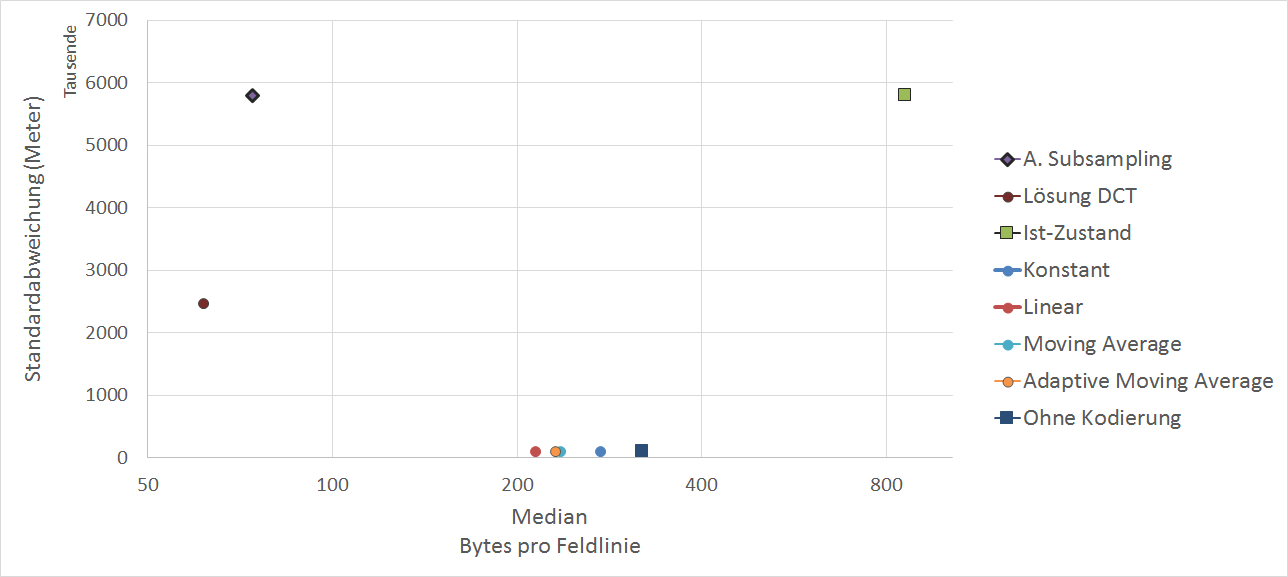 7000
6000
5000
4000
3000
2000
1000
0
Tausende
Standardabweichung (Meter)
50
100
200
400
800
Median
Bytes pro Feldlinie
A. Subsampling
Lösung DCT
Ist-Zustand
Konstant
Linear
Moving Average
Adaptive Moving Average
Ohne Kodierung